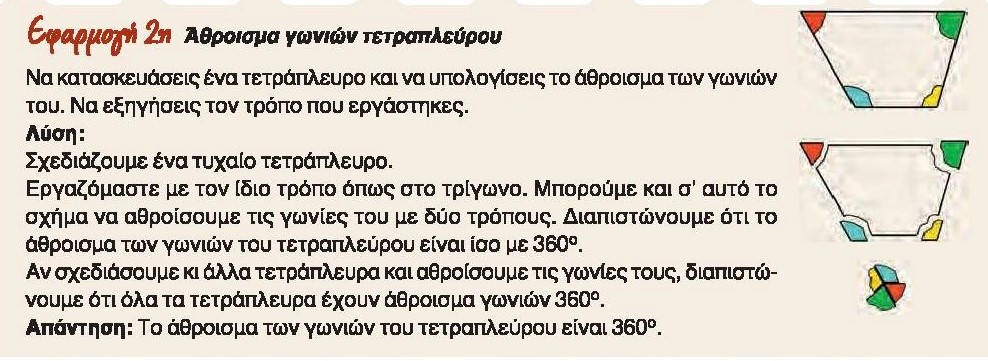 Εφαρμογή 2η Άθροισμα γωνιών τετραπλεύρου
Να κατασκευάσεις ένα τετράπλευρο και να υπολογίσεις το άθροισμα των γωνιών
του. Να εξηγήσεις τον τρόπο που εργάστηκες.
Λύση:
Σχεδιάζουμε ένα τυχαίο τετράπλευρο.
Εργαζόμαστε με τον ίδιο τρόπο όπως στο τρίγωνο. Μπορούμε και σ' αυτό το
σχήμα να αθροίσουμε τις γωνίες του με δύο τρόπους. Διαπιστώνουμε ότι το
άθροισμα των γωνιών του τετραπλεύρου είναι ίσο με 360°.
Αν σχεδιάσουμε κι άλλα τετράπλευρα και αθροίσουμε τις γωνίες τους, διαπιστώ-
νουμε ότι όλα τα τετράπλευρα έχουν άθροισμα γωνιών 360°.
Απάντηση: Το άθροισμα των γωνιών του τετραπλεύρου είναι 360°.